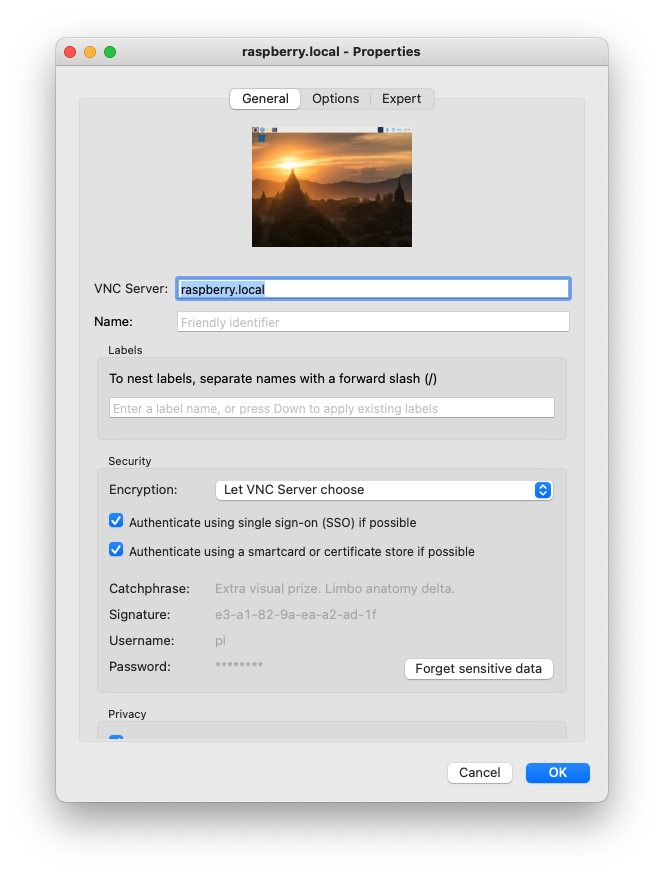 raspberry.local - Properties
General Options Expert
VNC Server: raspberry.local
Name: Friendly identifier
Labels
To nest labels, separate names with a forward slash (/)
Enter a label name, or press Down to apply existing labels
Security
Encryption: Let VNC Server choose
Authenticate using single sign-on (SSO) if possible
Authenticate using a smartcard or certificate store if possible
Catchphrase: Extra visual prize. Limbo anatomy delta.
Signature: e3-a1-82-9a-ea-a2-ad-1f
Username: pi
Password: ********
Forget sensitive data
Privacy
Cancel OK